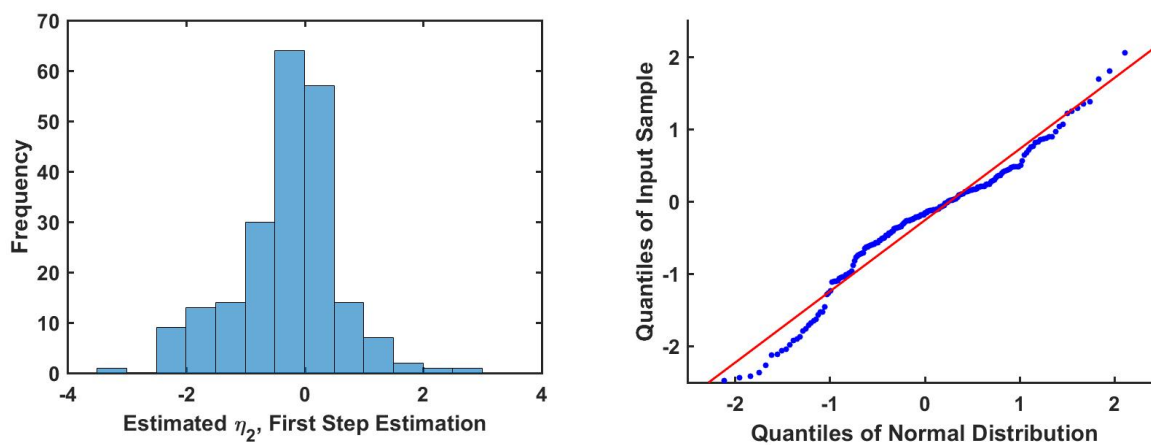 70
60
50
40
30
20
10
0
Frequency
-4 -2 0 2 4
Estimated η₂, First Step Estimation
2
1
0
-1
-2
Quantiles of Input Sample
-2 -1 0 1 2
Quantiles of Normal Distribution